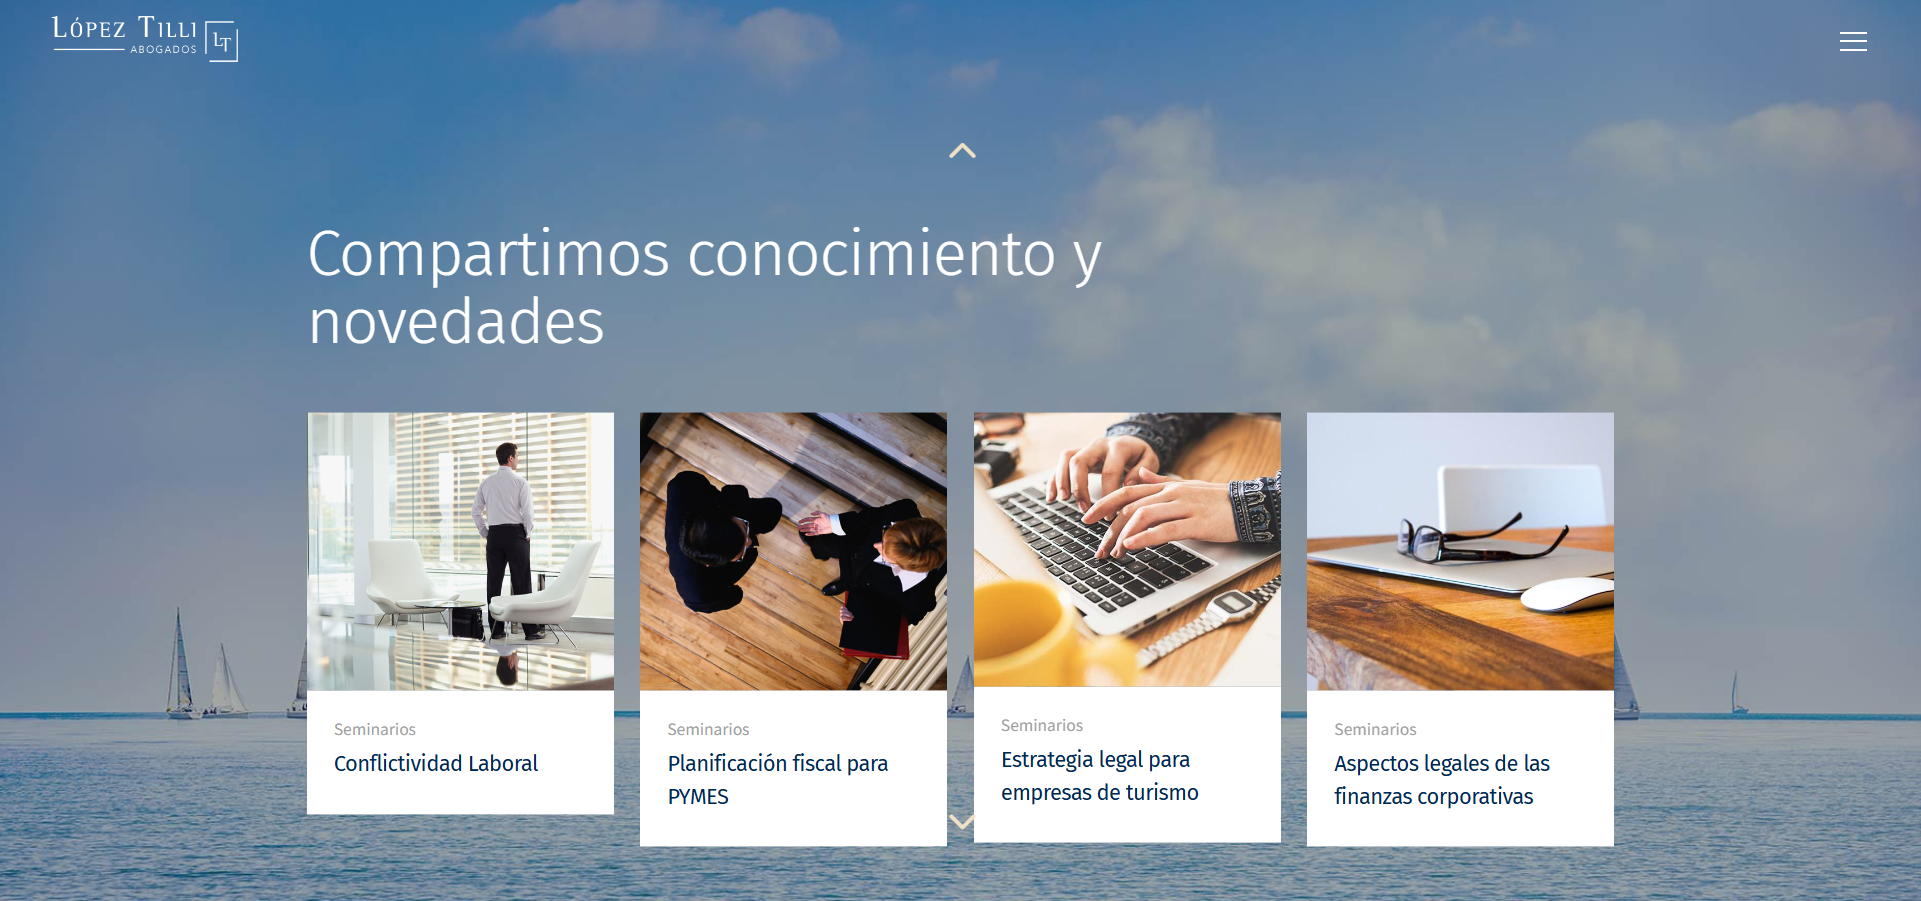 LÓPEZ TILLI
ABOGADOS
LT
Compartimos conocimiento y
novedades
Seminarios
Conflictividad Laboral
Seminarios
Planificación fiscal para
PYMES
Seminarios
Estrategia legal para
empresas de turismo
Seminarios
Aspectos legales de las
finanzas corporativas